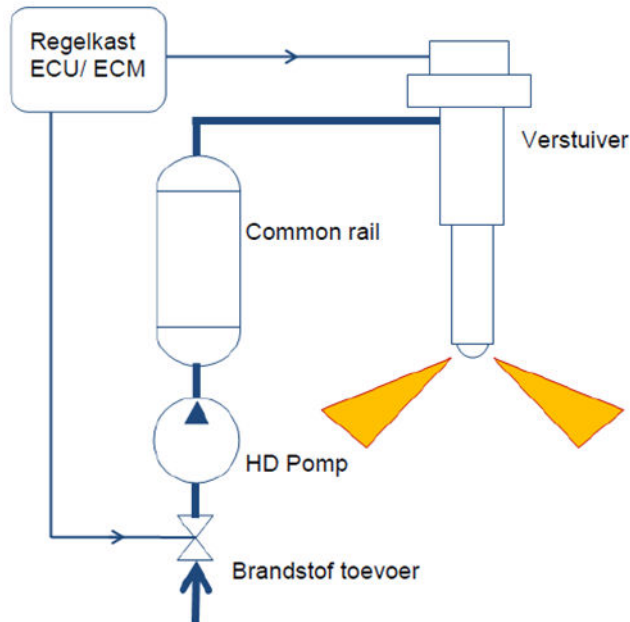 Regelkast
ECU/ ECM
Verstuiver
Common rail
HD Pomp
Brandstof toevoer